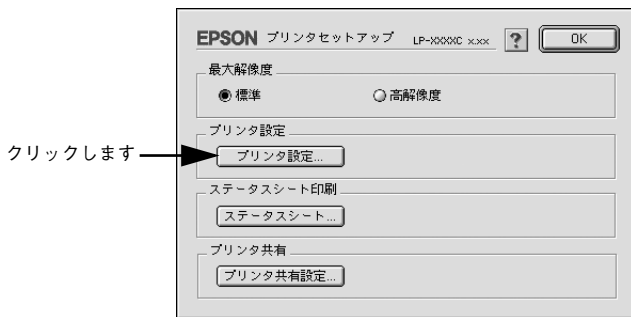 EPSON プリンタセットアップ LP-XXXXC x.xx ? OK
最大解像度
標準 高解像度
プリンタ設定
クリックします
プリンタ設定...
ステータスシート印刷
ステータスシート...
プリンタ共有
プリンタ共有設定...